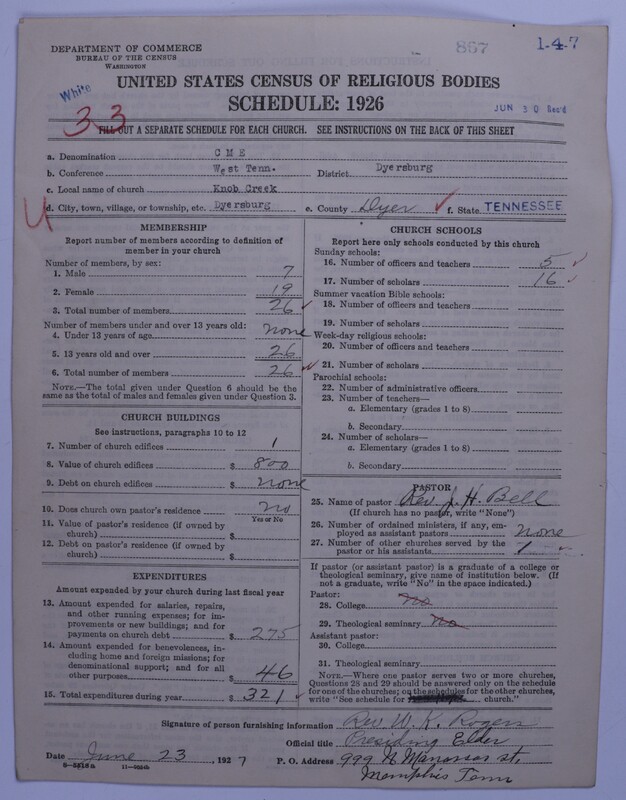 DEPARTMENT OF COMMERCE
BUREAU OF THE CENSUS
WASHINGTON
867
1-4-7
White
UNITED STATES CENSUS OF RELIGIOUS BODIES
SCHEDULE: 1926
JUN 30 Rec'd
33
FILL OUT A SEPARATE SCHEDULE FOR EACH CHURCH. SEE INSTRUCTIONS ON THE BACK OF THIS SHEET
a. Denomination C M E
b. Conference West Tenn. District Dyersburg
c. Local name of church Knob Creek
d. City, town, village, or township, etc. Dyersburg e. County Dyer f. State TENNESSEE
MEMBERSHIP
Report number of members according to definition of
member in your church
Number of members, by sex:
1. Male 7
2. Female 19
3. Total number of members 26
Number of members under and over 13 years old:
4. Under 13 years of age none
5. 13 years old and over 26
6. Total number of members 26
NOTE.—The total given under Question 6 should be the
same as the total of males and females given under Question 3.
CHURCH BUILDINGS
See instructions, paragraphs 10 to 12
7. Number of church edifices 1
8. Value of church edifices $ 800
9. Debt on church edifices $ none
10. Does church own pastor's residence no
Yes or No
11. Value of pastor's residence (if owned by
church) $
12. Debt on pastor's residence (if owned by
church) $
EXPENDITURES
Amount expended by your church during last fiscal year
13. Amount expended for salaries, repairs,
and other running expenses; for im-
provements or new buildings; and for
payments on church debt $ 275
14. Amount expended for benevolences, in-
cluding home and foreign missions; for
denominational support; and for all
other purposes $ 46
15. Total expenditures during year $ 321
CHURCH SCHOOLS
Report here only schools conducted by this church
Sunday schools:
16. Number of officers and teachers 5
17. Number of scholars 16
Summer vacation Bible schools:
18. Number of officers and teachers
19. Number of scholars
Week-day religious schools:
20. Number of officers and teachers
21. Number of scholars
Parochial schools:
22. Number of administrative officers
23. Number of teachers—
a. Elementary (grades 1 to 8)
b. Secondary
24. Number of scholars—
a. Elementary (grades 1 to 8)
b. Secondary
PASTOR
25. Name of pastor Rev. J. H. Bell
(If church has no pastor, write "None")
26. Number of ordained ministers, if any, em-
ployed as assistant pastors none
27. Number of other churches served by the
pastor or his assistants 1
If pastor (or assistant pastor) is a graduate of a college or
theological seminary, give name of institution below. (If
not a graduate, write "No" in the space indicated.)
Pastor:
28. College no
29. Theological seminary no
Assistant pastor:
30. College
31. Theological seminary
NOTE.—Where one pastor serves two or more churches,
Questions 28 and 29 should be answered only on the schedule
for one of the churches; on the schedules for the other churches,
write "See schedule for church."
Signature of person furnishing information Rev W. K. Rogers
Official title Presiding Elder
Date June 23, 1927 P. O. Address 999 N Manassas st,
Memphis Tenn